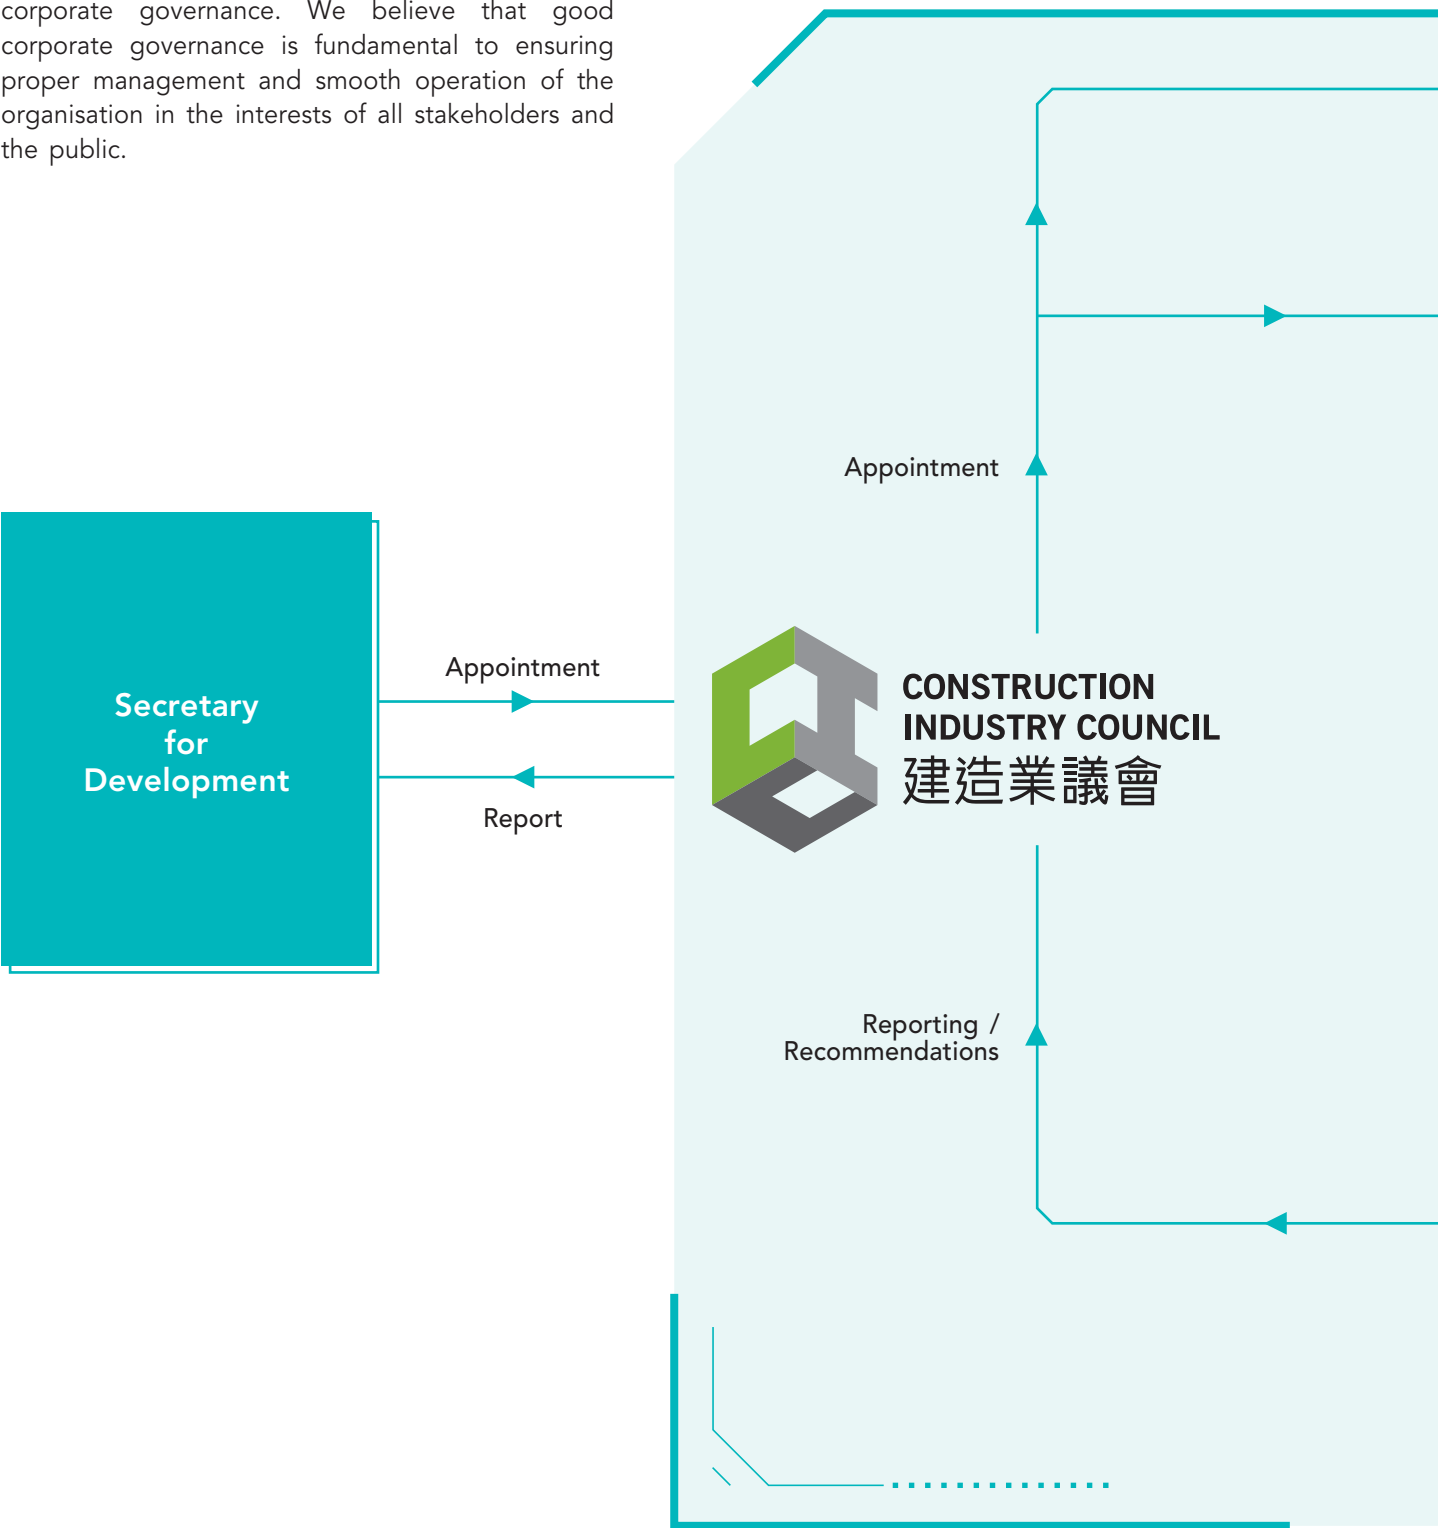 corporate governance. We believe that good
corporate governance is fundamental to ensuring
proper management and smooth operation of the
organisation in the interests of all stakeholders and
the public.
Appointment
Secretary
for
Development
Appointment
Report
CONSTRUCTION
INDUSTRY COUNCIL
建造業議會
Reporting /
Recommendations